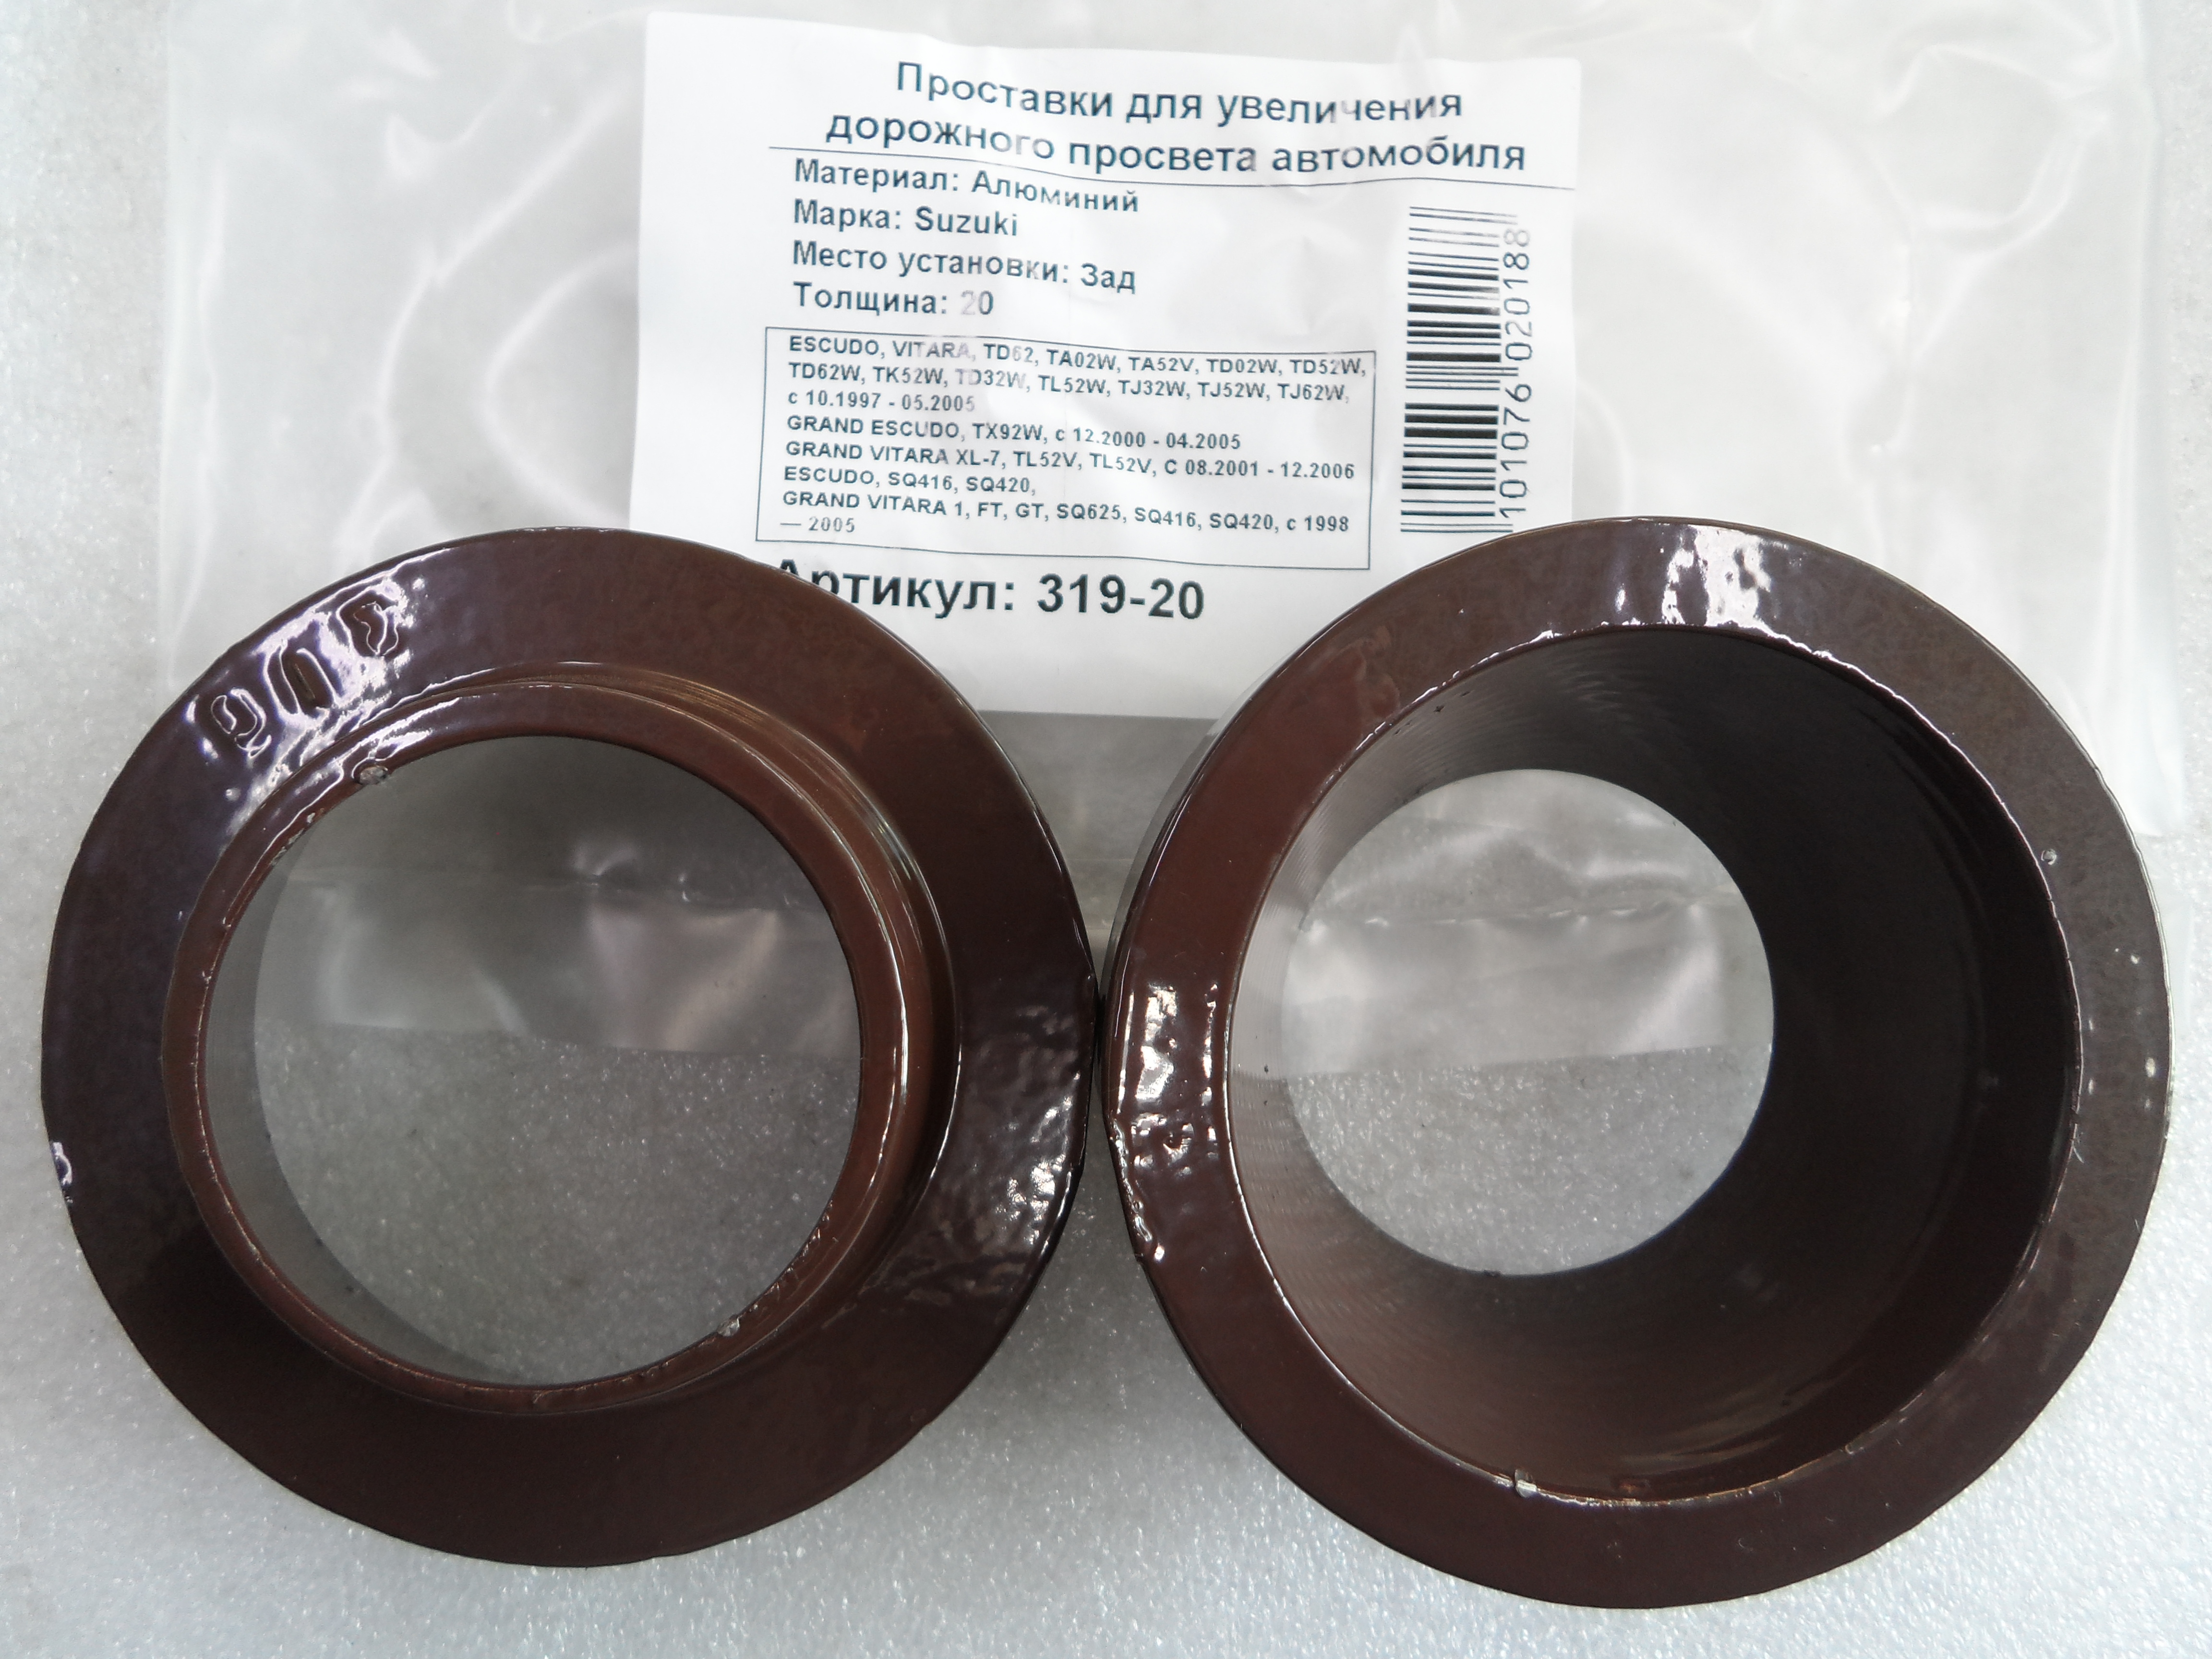 Проставки для увеличения
дорожного просвета автомобиля
Материал: Алюминий
Марка: Suzuki
Место установки: Зад
Толщина: 20
ESCUDO, VITARA, TD62, TA02W, TA52V, TD02W, TD52W,
TD62W, TK52W, TD32W, TL52W, TJ32W, TJ52W, TJ62W,
с 10.1997 - 05.2005
GRAND ESCUDO, TX92W, с 12.2000 - 04.2005
GRAND VITARA XL-7, TL52V, TL52V, С 08.2001 - 12.2006
ESCUDO, SQ416, SQ420,
GRAND VITARA 1, FT, GT, SQ625, SQ416, SQ420, с 1998
— 2005
Артикул: 319-20
101076 020188